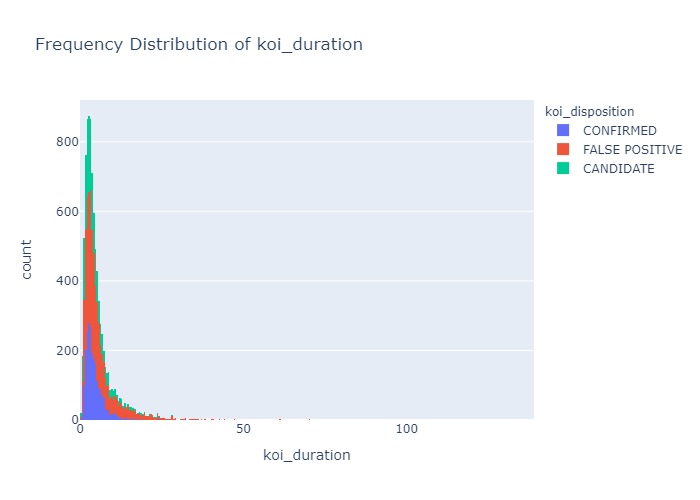 Frequency Distribution of koi_duration
koi_disposition
CONFIRMED
FALSE POSITIVE
CANDIDATE
800
600
400
200
0
count
0
50
100
koi_duration